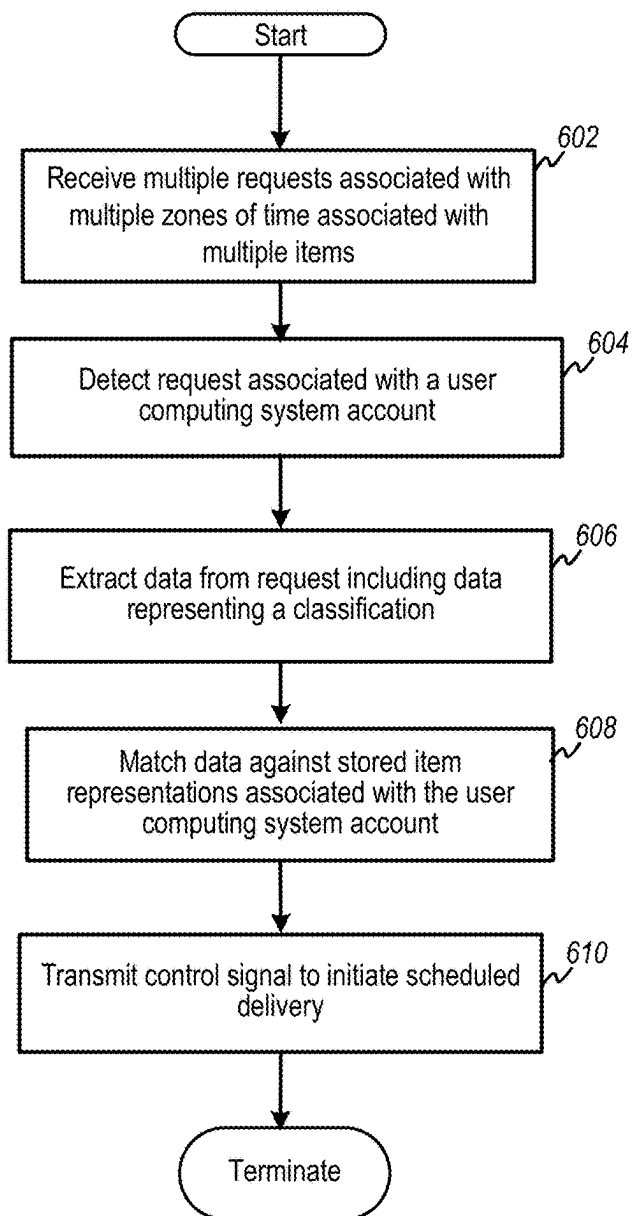 Start
602
Receive multiple requests associated with
multiple zones of time associated with
multiple items
604
Detect request associated with a user
computing system account
606
Extract data from request including data
representing a classification
608
Match data against stored item
representations associated with the user
computing system account
610
Transmit control signal to initiate scheduled
delivery
Terminate